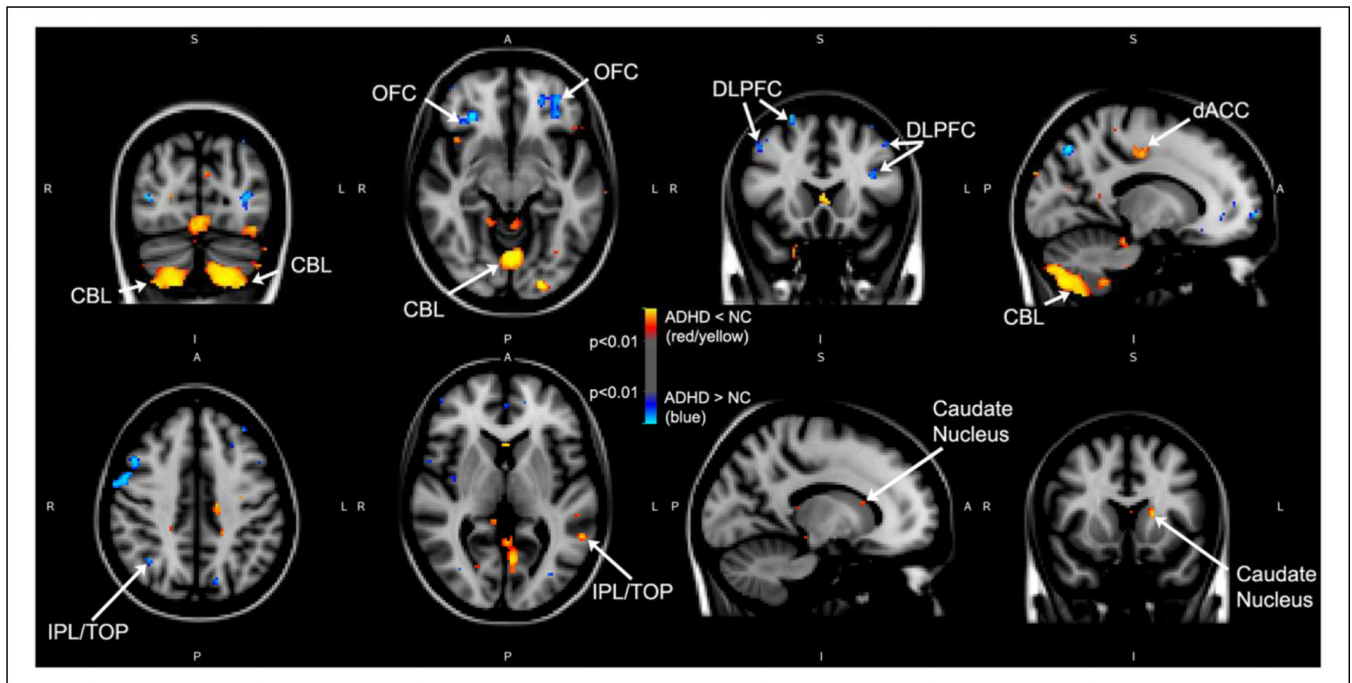 S
A
S
S
OFC
OFC
DLPFC
DLPFC
dACC
R
L R
L R
L P
A
CBL
CBL
CBL
CBL
I
P
I
I
ADHD < NC
(red/yellow)
p<0.01
p<0.01
ADHD > NC
(blue)
A
A
S
S
Caudate
Nucleus
R
L R
L P
A R
L
IPL/TOP
IPL/TOP
Caudate
Nucleus
P
P
I
I